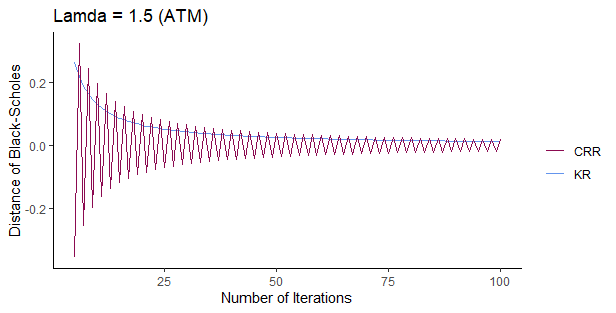 Lamda = 1.5 (ATM)
Distance of Black-Scholes
0.2
0.0
-0.2
25
50
75
100
Number of Iterations
CRR
KR